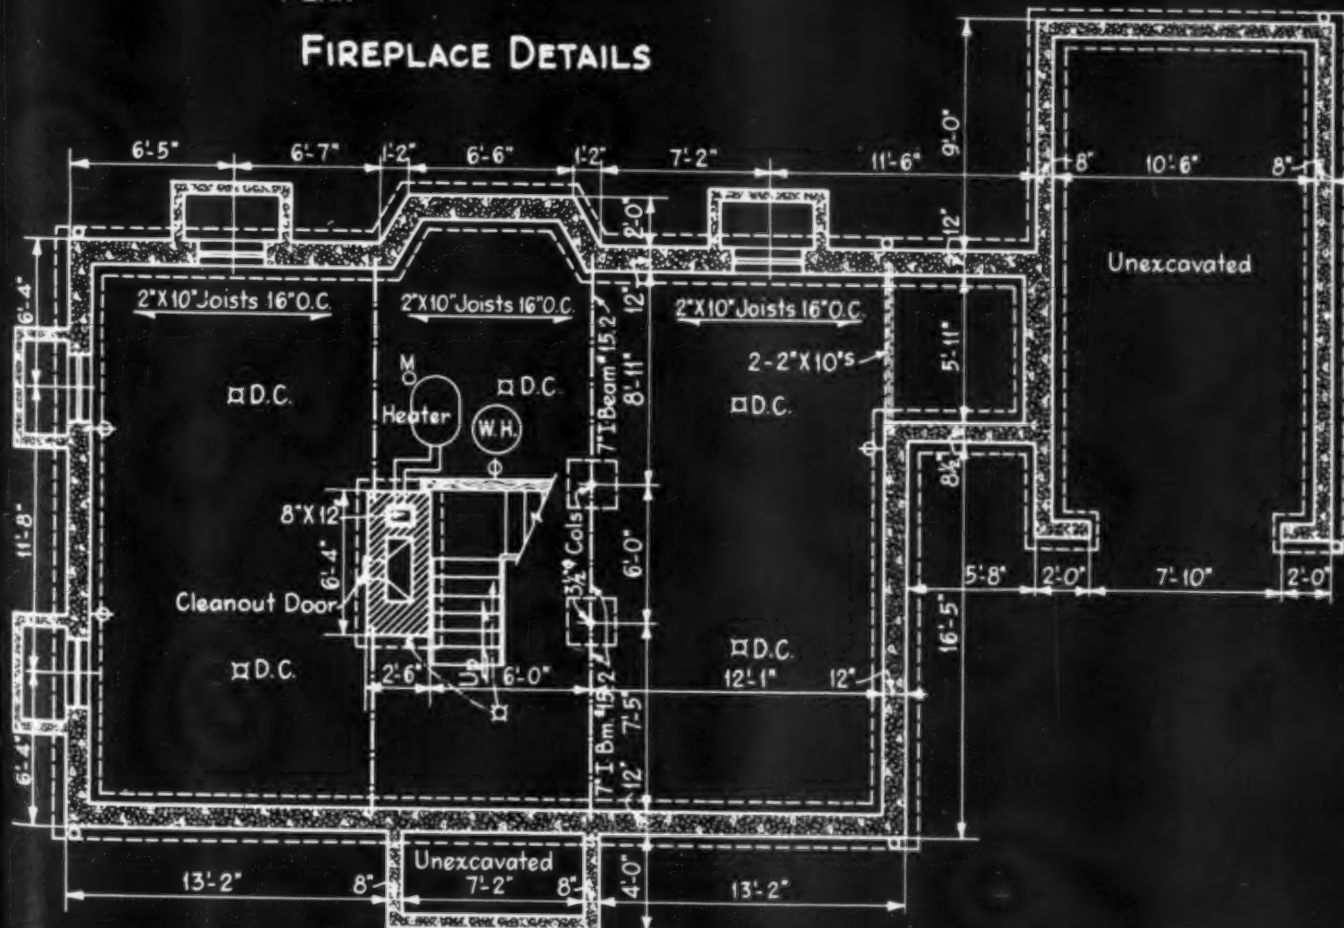 FIREPLACE DETAILS
6'-5" 6'-7" 1'-2" 6'-6" 1'-2" 7'-2" 11'-6" 9'-0" 8" 10'-6" 8"
2'-0" 12"
Unexcavated
6'-4"
2"X10" Joists 16"O.C. 2"X10" Joists 16"O.C. 2"X10" Joists 16"O.C.
12"
7" I Beam #15.2
8'-11"
5'-11"
2-2"X10"s
M
D.C. D.C. D.C.
Heater
W.H.
8½"
8"X12"
11'-8"
6'-4"
3½"φ Cols
6'-0"
5'-8" 2'-0" 7'-10" 2'-0"
Cleanout Door
16'-5"
D.C. D.C.
2'-6" Up 6'-0" 12'-1" 12"
7" I Bm. #15.2
7'-5"
6'-4"
12"
Unexcavated
13'-2" 8" 7'-2" 8" 4'-0" 13'-2"